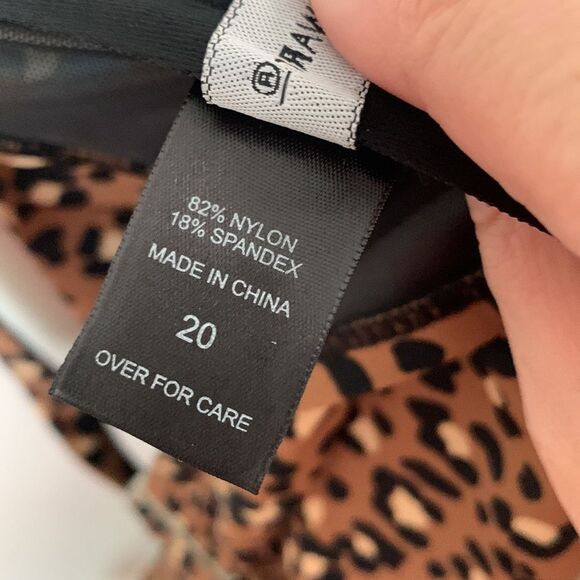 82% NYLON
18% SPANDEX
MADE IN CHINA
20
OVER FOR CARE